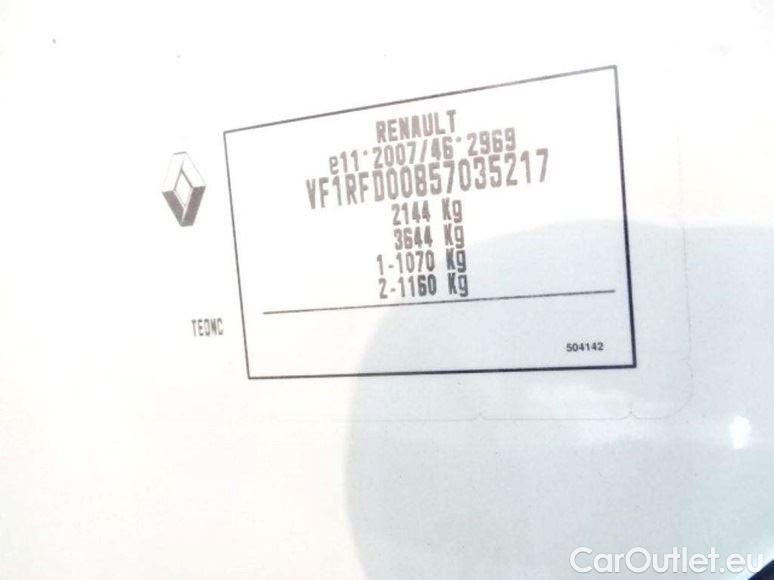 RENAULT
e11*2007/46*2969
VF1RFD00857035217
2144 Kg
3644 Kg
1-1070 Kg
2-1160 Kg
TEQNC
504142
CarOutlet.eu